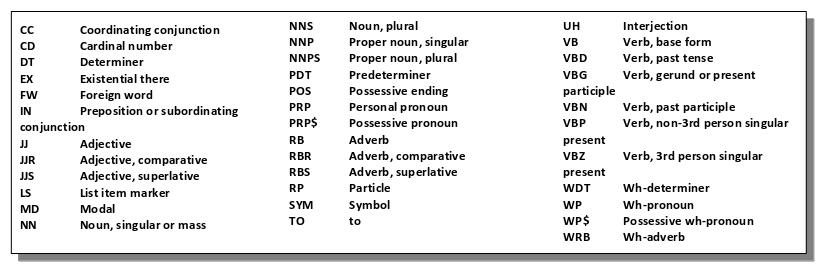 CC Coordinating conjunction
CD Cardinal number
DT Determiner
EX Existential there
FW Foreign word
IN Preposition or subordinating
conjunction
JJ Adjective
JJR Adjective, comparative
JJS Adjective, superlative
LS List item marker
MD Modal
NN Noun, singular or mass
NNS Noun, plural
NNP Proper noun, singular
NNPS Proper noun, plural
PDT Predeterminer
POS Possessive ending
PRP Personal pronoun
PRP$ Possessive pronoun
RB Adverb
RBR Adverb, comparative
RBS Adverb, superlative
RP Particle
SYM Symbol
TO to
UH Interjection
VB Verb, base form
VBD Verb, past tense
VBG Verb, gerund or present
participle
VBN Verb, past participle
VBP Verb, non-3rd person singular
present
VBZ Verb, 3rd person singular
present
WDT Wh-determiner
WP Wh-pronoun
WP$ Possessive wh-pronoun
WRB Wh-adverb